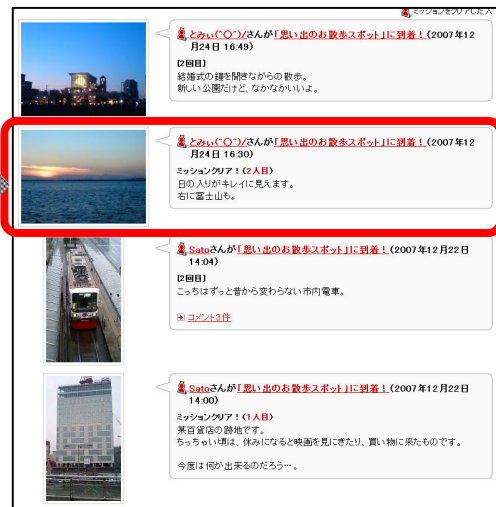 ミッションをクリアした人
とみぃ(^O^)/さんが「思い出のお散歩スポット」に到着！(2007年12
月24日 16:49)
[2回目]
結婚式の鐘を聞きながらの散歩。
新しい公園だけど、なかなかいいよ。
とみぃ(^O^)/さんが「思い出のお散歩スポット」に到着！(2007年12
月24日 16:30)
ミッションクリア！(2人目)
日の入りがキレイに見えます。
右に富士山も。
Satoさんが「思い出のお散歩スポット」に到着！(2007年12月22日
14:04)
[2回目]
こっちはずっと昔から変わらない市内電車。
コメント3件
Satoさんが「思い出のお散歩スポット」に到着！(2007年12月22日
14:00)
ミッションクリア！(1人目)
某百貨店の跡地です。
ちっちゃい頃は、休みになると映画を見にきたり、買い物に来たものです。
今度は何が出来るのだろう…。